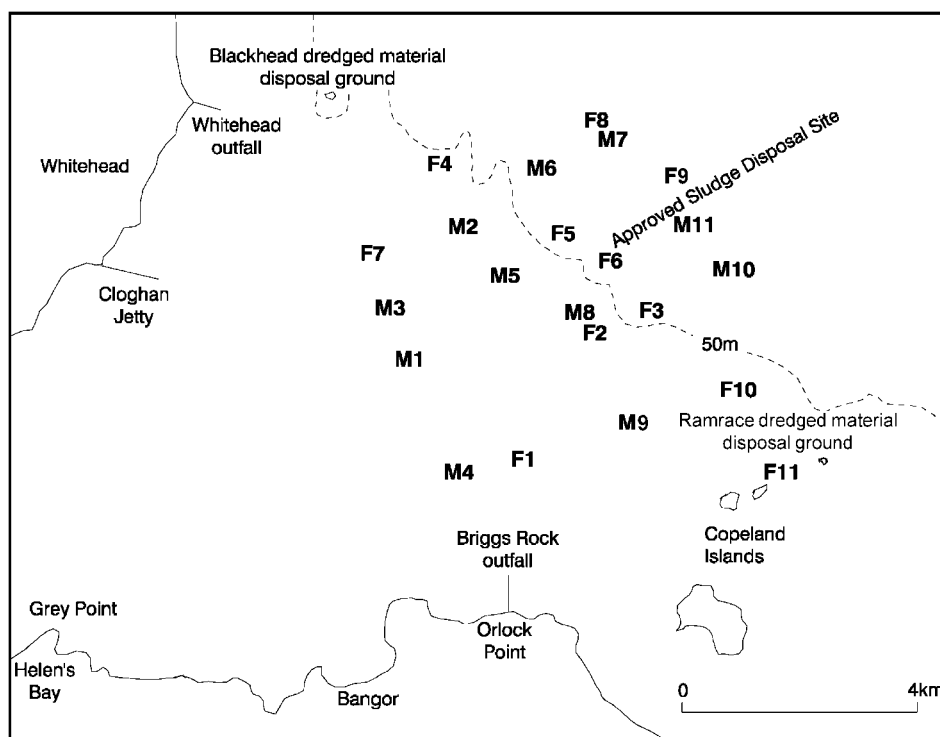 Blackhead dredged material
disposal ground
Whitehead
outfall
Whitehead
F8
M7
Approved Sludge Disposal Site
F4
M6
F9
M2
F5
M11
F7
F6
M10
M5
Cloghan
Jetty
M3
M8
F3
F2
50m
M1
F10
M9
Ramrace dredged material
disposal ground
F1
M4
F11
Copeland
Islands
Briggs Rock
outfall
Grey Point
Orlock
Point
Helen's
Bay
Bangor
0
4km